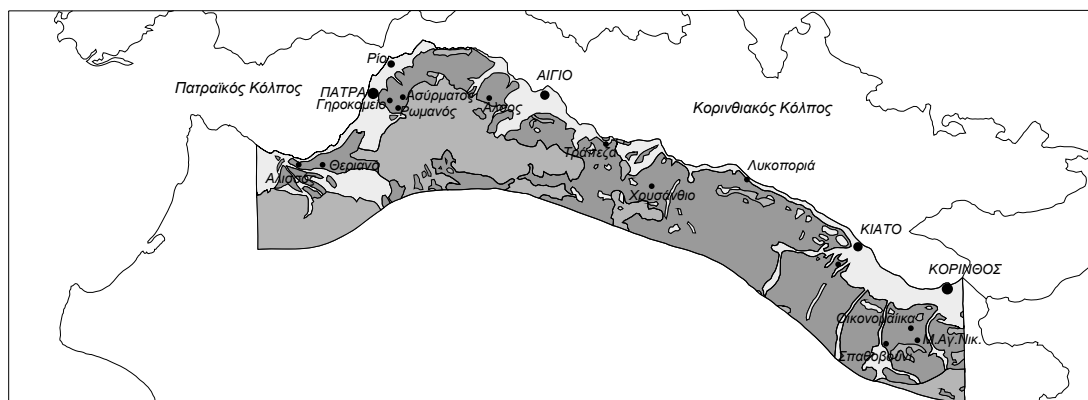 Ρίο
ΑΙΓΙΟ
Πατραϊκός Κόλπος
ΠΑΤΡΑ
Ασύρματος
Γηροκομειό
Ρωμανός
Άλσος
Κορινθιακός Κόλπος
Τράπεζα
Λυκοποριά
Θεριανό
Αλισσός
Χρυσάνθιο
ΚΙΑΤΟ
ΚΟΡΙΝΘΟΣ
Οικονομαίικα
Μ.Αγ.Νικ.
Σπαθοβούνι